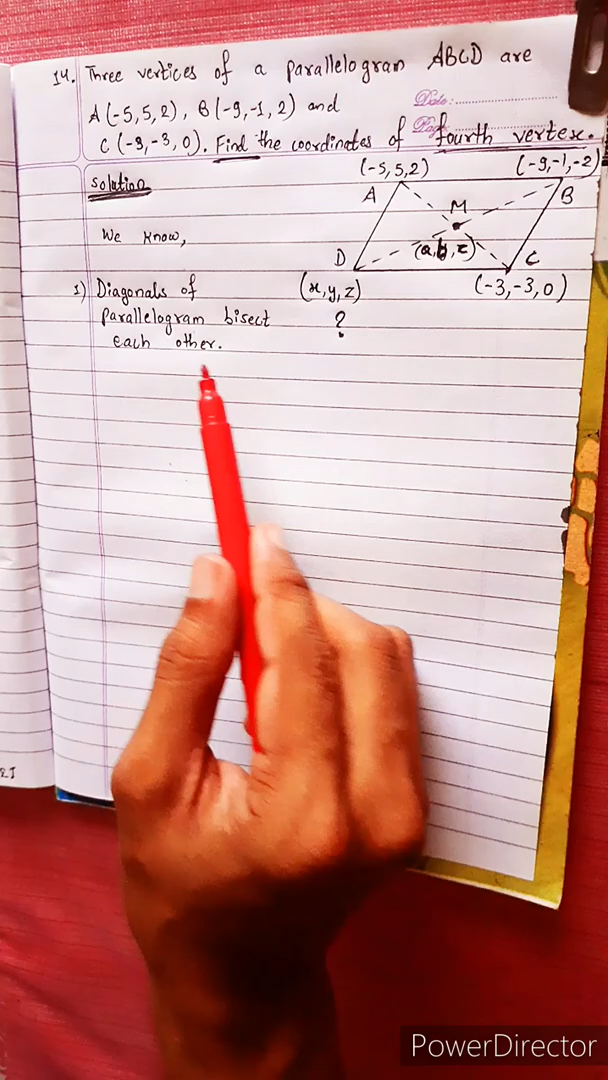 14. Three vertices of a parallelogram ABCD are
A(-5,5,2), B(-9,-1,2) and
Date:
C(-3,-3,0). Find the coordinates of fourth vertex.
Page:
solution
(-5,5,2) (-9,-1,-2)
A B
M
We know,
(a,b,c)
D C
1) Diagonals of (x,y,z) (-3,-3,0)
parallelogram bisect ?
each other.
PowerDirector